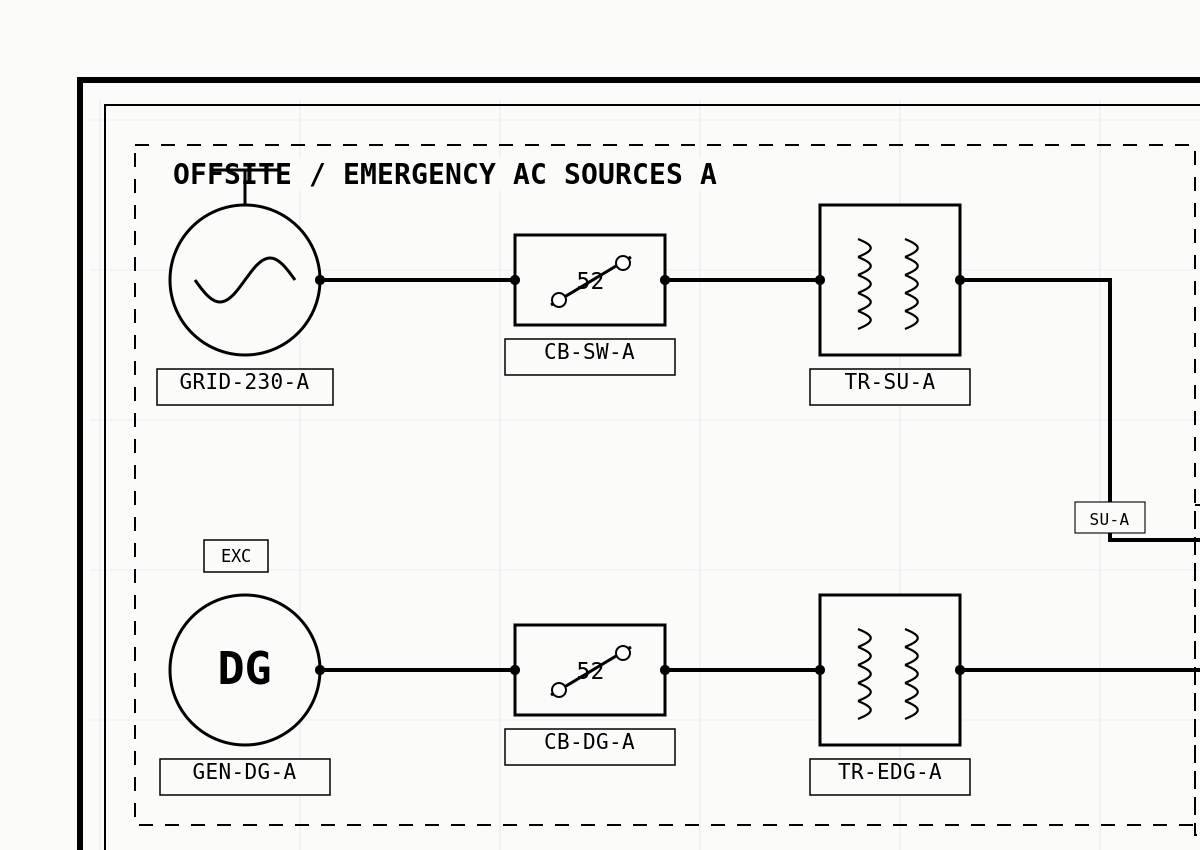 OFFSITE / EMERGENCY AC SOURCES A
52
CB-SW-A
GRID-230-A
TR-SU-A
SU-A
EXC
DG
52
CB-DG-A
GEN-DG-A
TR-EDG-A